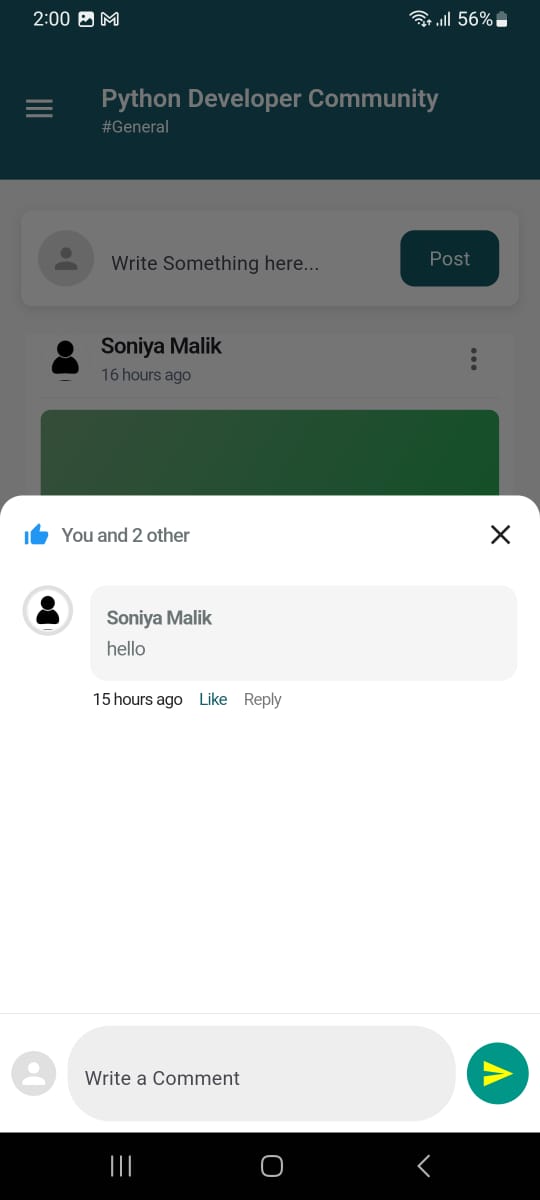 2:00
56%
Python Developer Community
#General
Write Something here...
Post
Soniya Malik
16 hours ago
You and 2 other
Soniya Malik
hello
15 hours ago Like Reply
Write a Comment